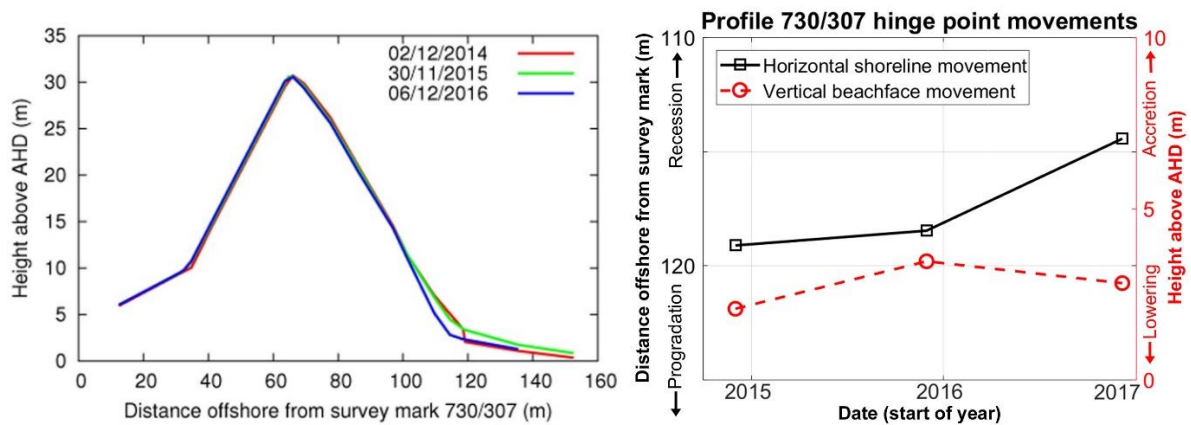 35
30
25
20
15
10
5
0
Height above AHD (m)
02/12/2014
30/11/2015
06/12/2016
0 20 40 60 80 100 120 140 160
Distance offshore from survey mark 730/307 (m)
Profile 730/307 hinge point movements
Distance offshore from survey mark (m)
Progradation
Recession
110
120
Horizontal shoreline movement
Vertical beachface movement
10
5
0
Lowering
Accretion
Height above AHD (m)
2015 2016 2017
Date (start of year)